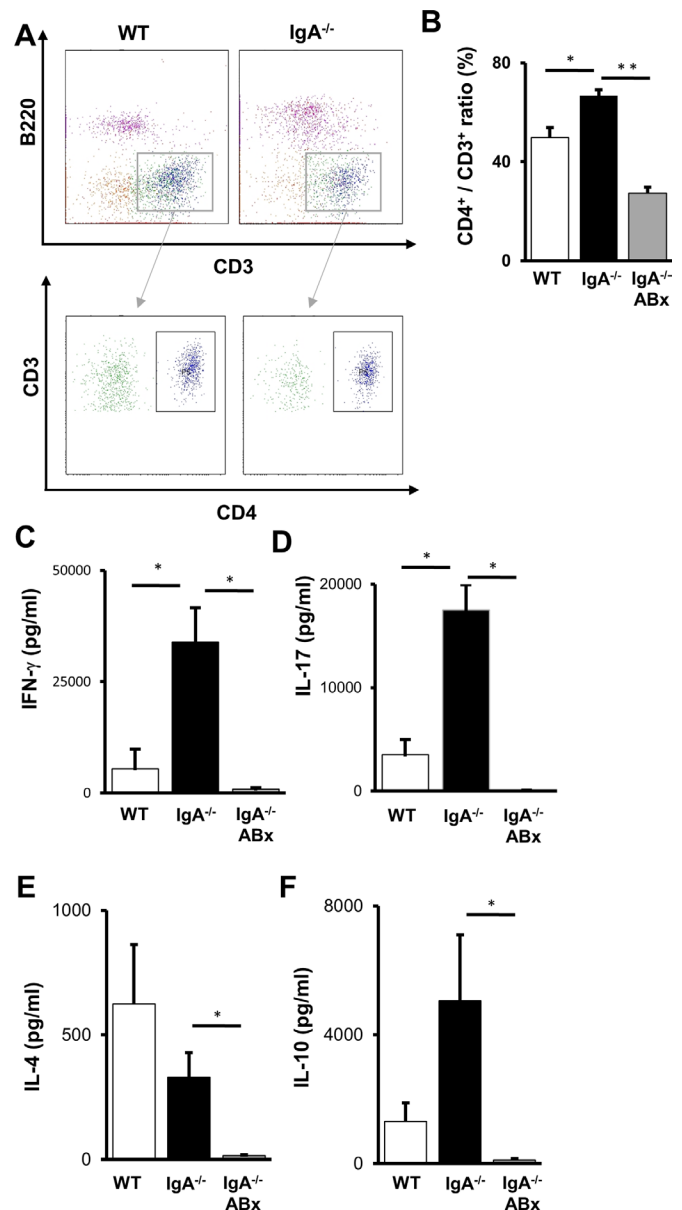 A
WT
IgA-/-
B220
CD3
CD3
CD4
B
CD4+ / CD3+ ratio (%)
80
40
0
*
* *
WT
IgA-/-
IgA-/-
ABx
C
IFN-γ (pg/ml)
50000
25000
0
*
*
WT
IgA-/-
IgA-/-
ABx
D
IL-17 (pg/ml)
20000
10000
0
*
*
WT
IgA-/-
IgA-/-
ABx
E
IL-4 (pg/ml)
1000
500
0
*
WT
IgA-/-
IgA-/-
ABx
F
IL-10 (pg/ml)
8000
4000
0
*
WT
IgA-/-
IgA-/-
ABx